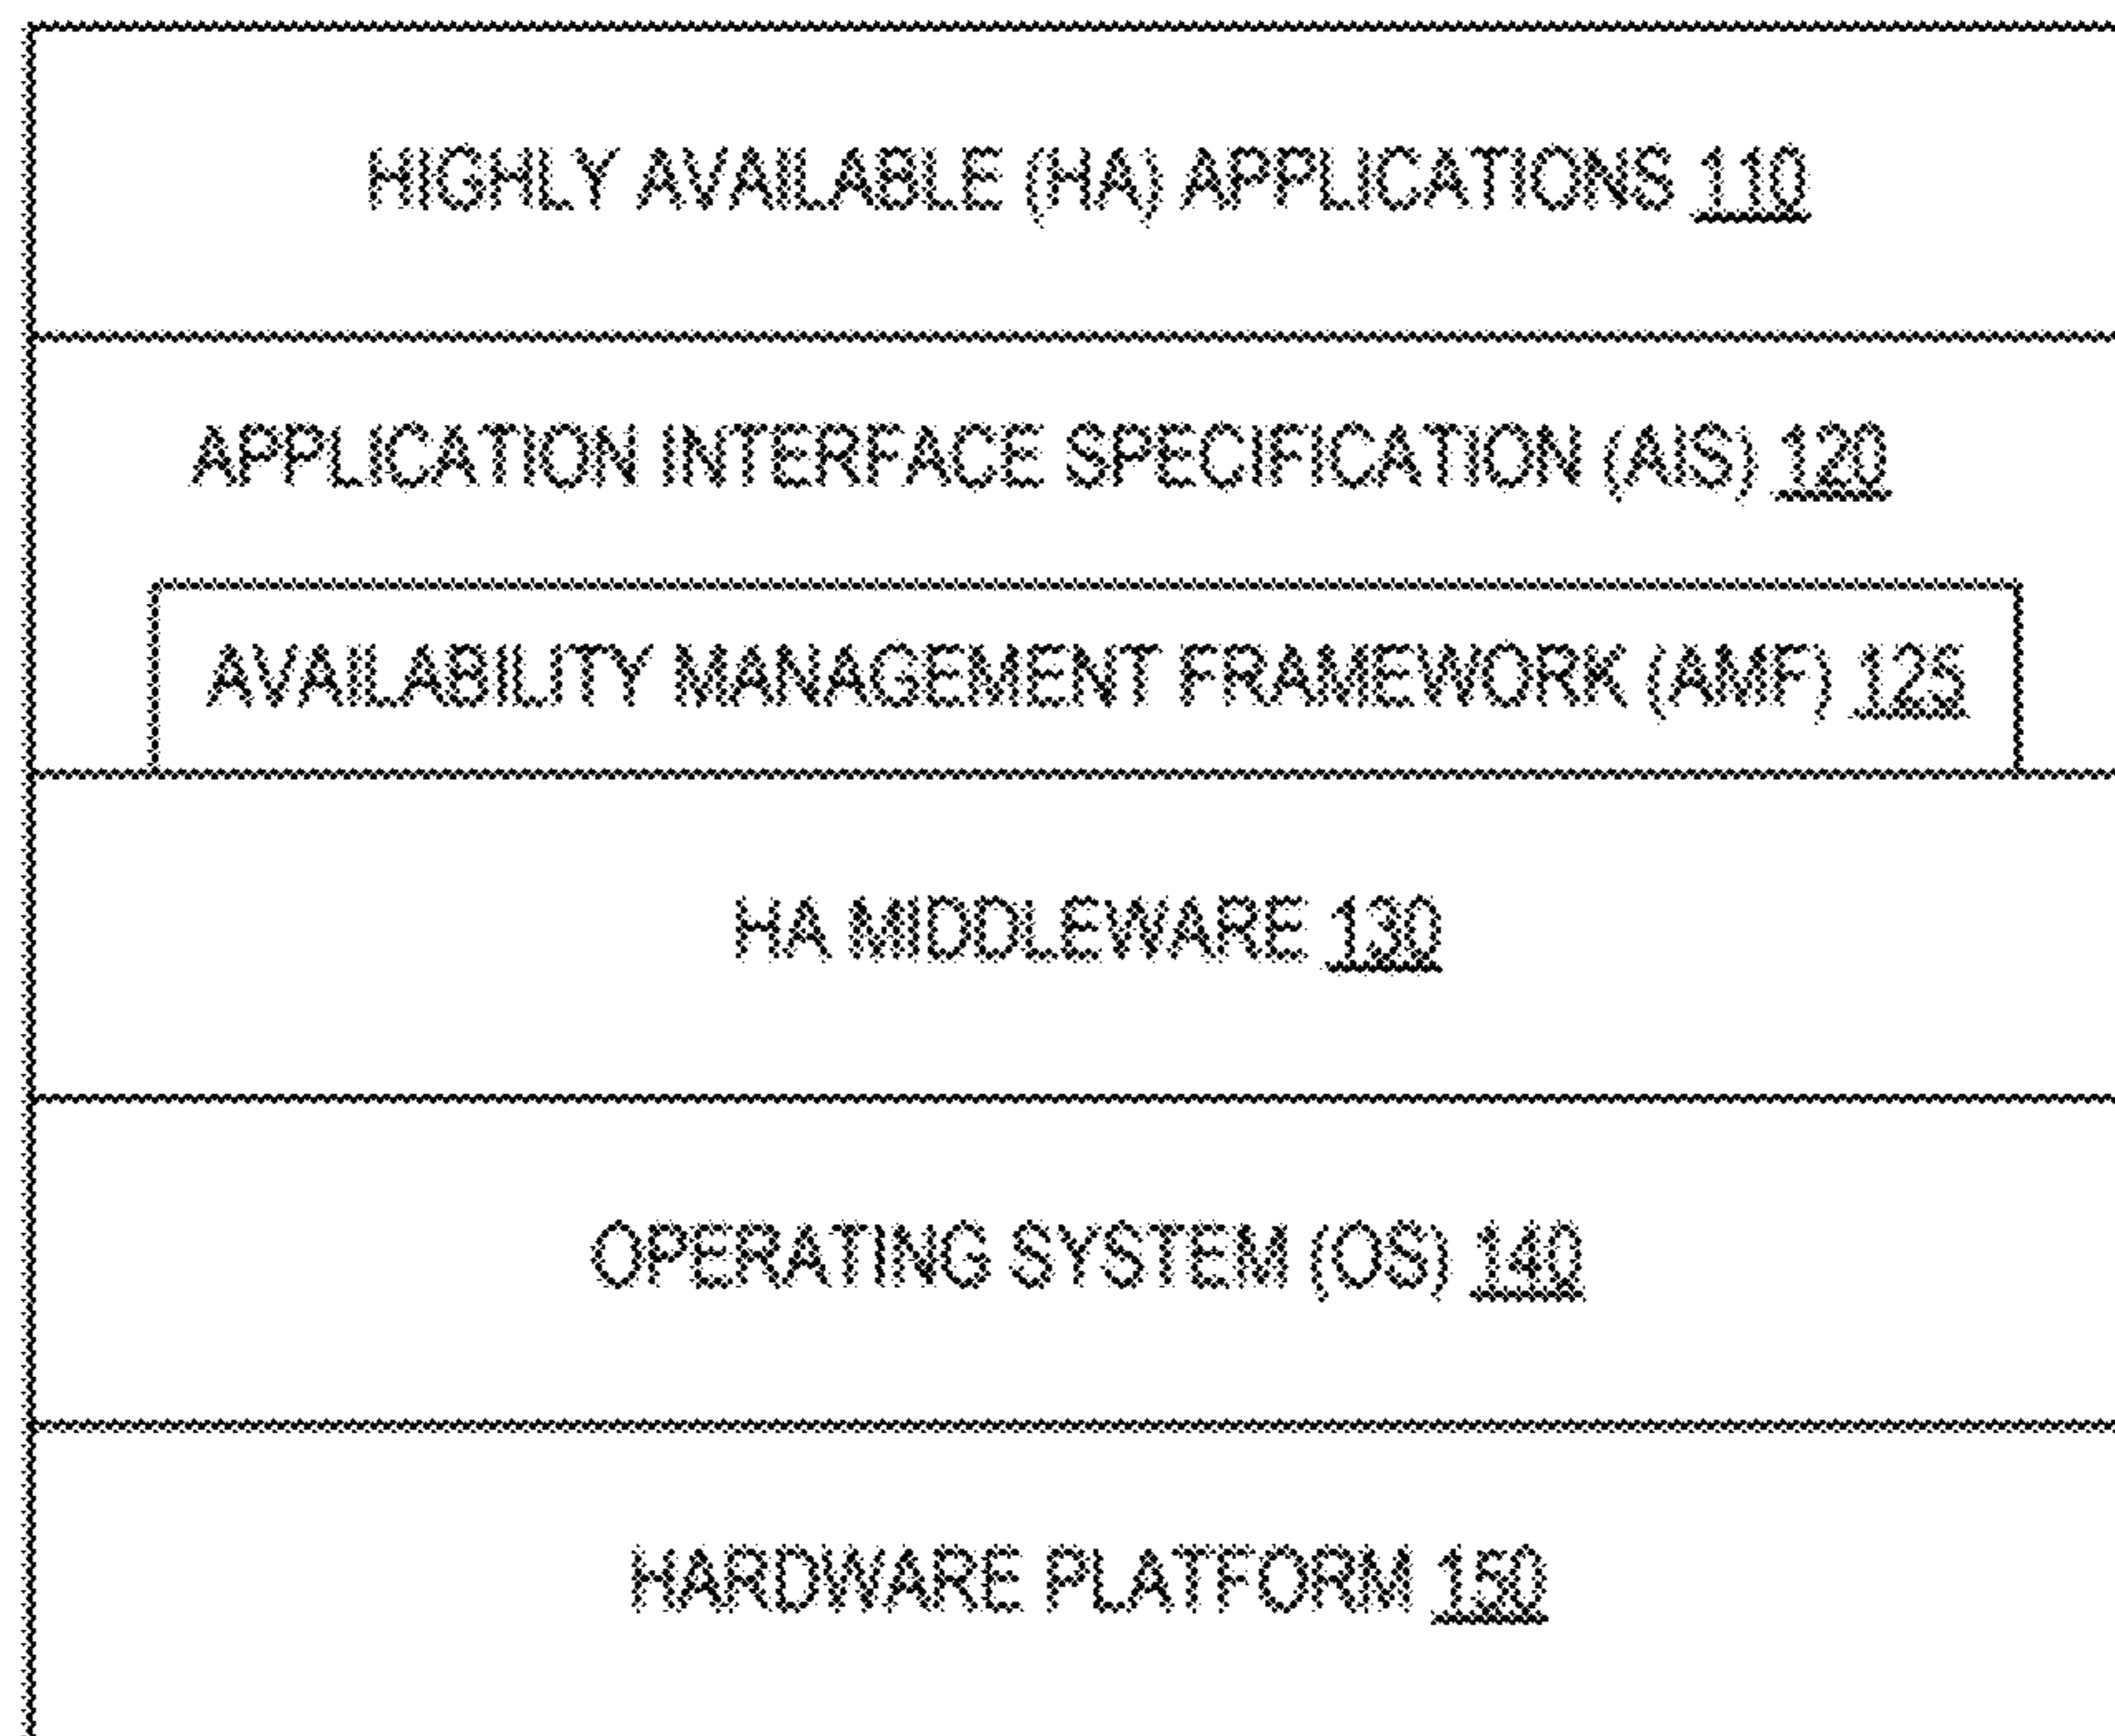 HIGHLY AVAILABLE (HA) APPLICATIONS 110
APPLICATION INTERFACE SPECIFICATION (AIS) 120
AVAILABILITY MANAGEMENT FRAMEWORK (AMF) 125
HA MIDDLEWARE 130
OPERATING SYSTEM (OS) 140
HARDWARE PLATFORM 150